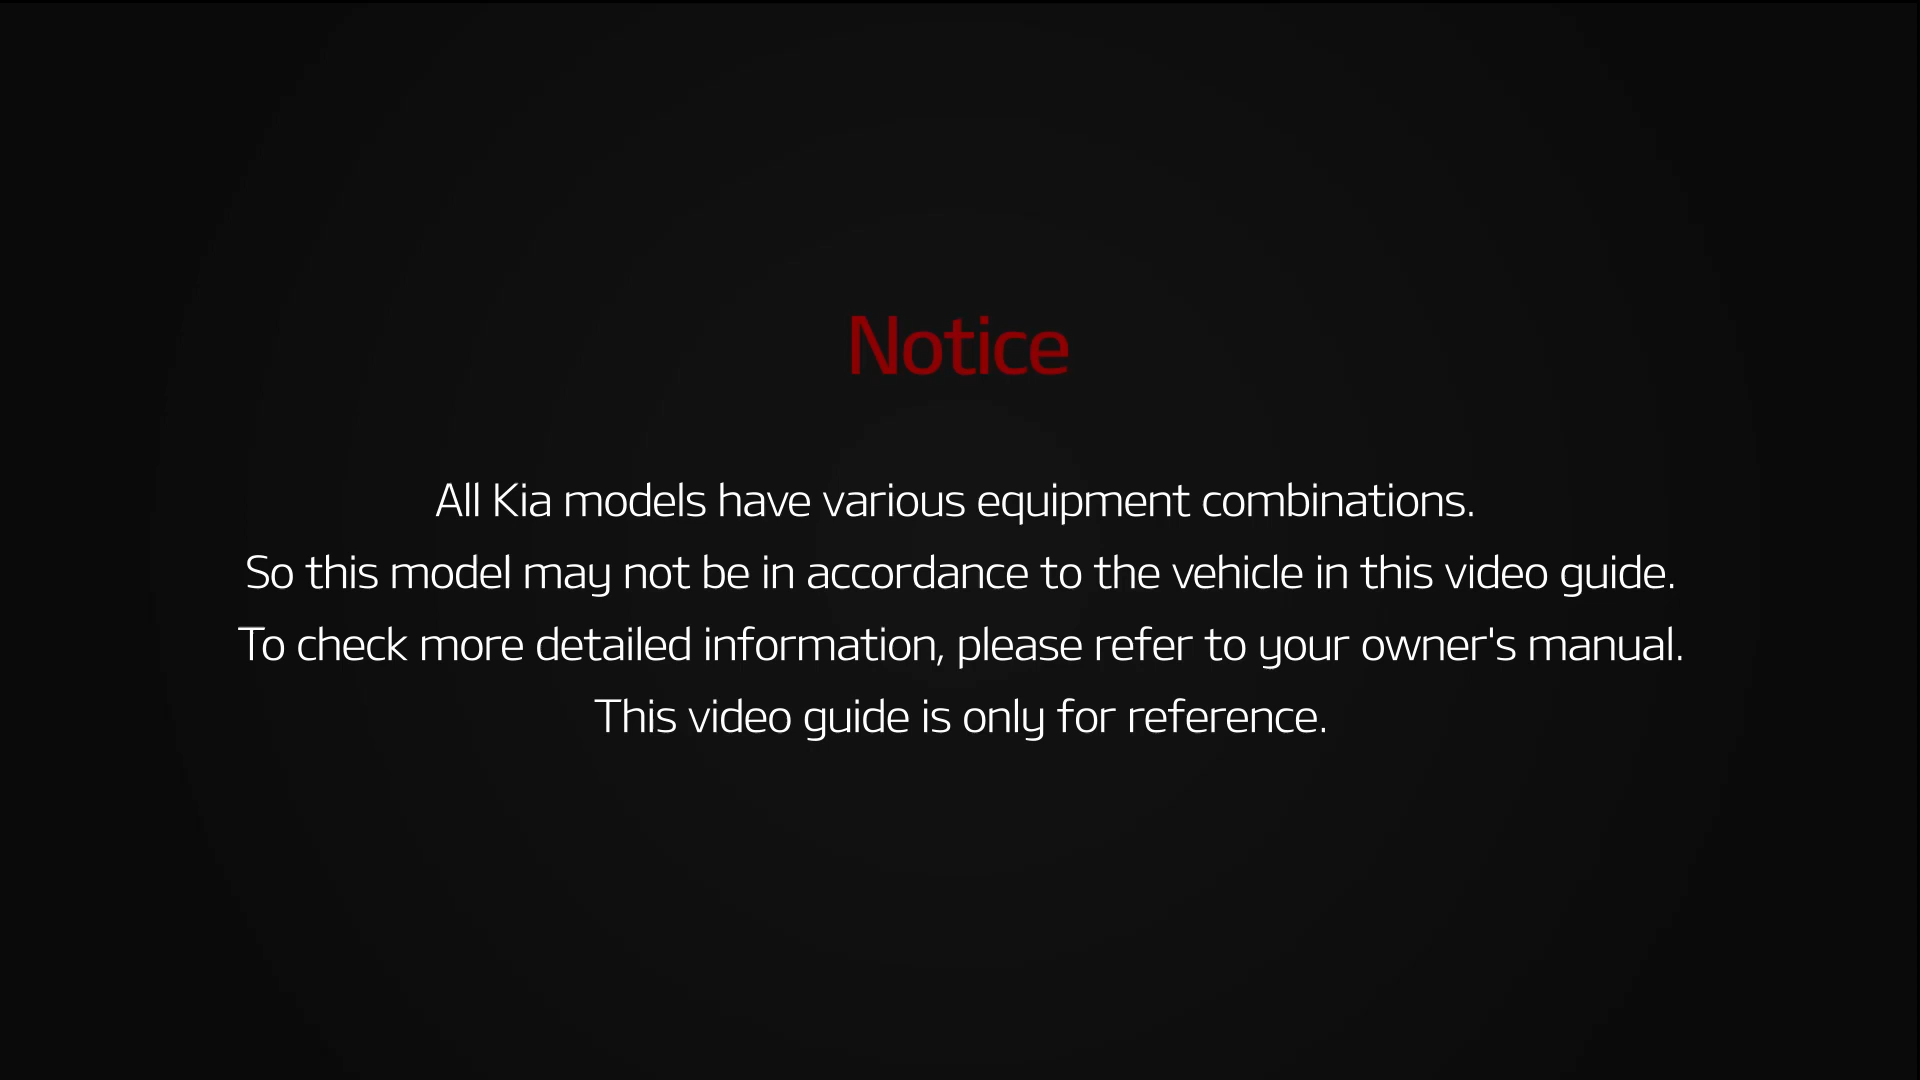 Notice
All Kia models have various equipment combinations.
So this model may not be in accordance to the vehicle in this video guide.
To check more detailed information, please refer to your owner's manual.
This video guide is only for reference.